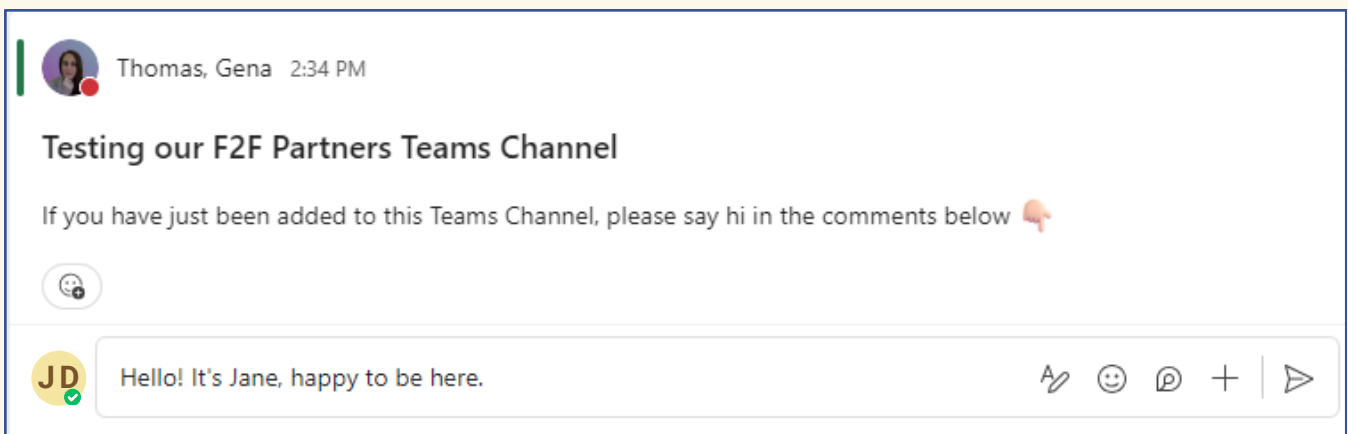 Thomas, Gena 2:34 PM
Testing our F2F Partners Teams Channel
If you have just been added to this Teams Channel, please say hi in the comments below 👇
JD
Hello! It's Jane, happy to be here.